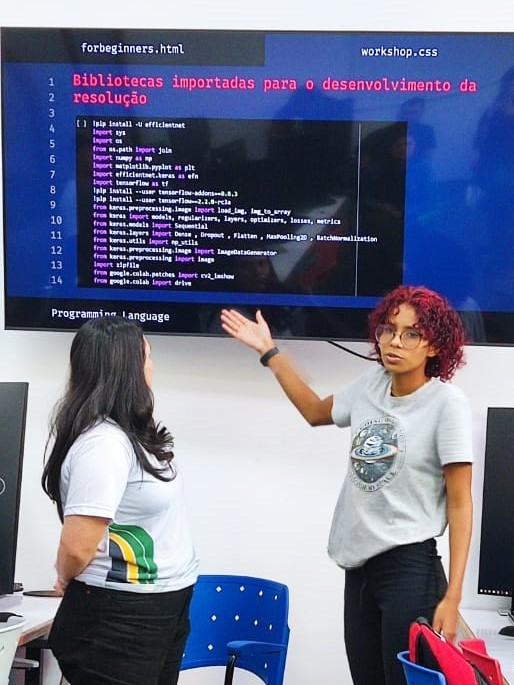 forbeginners.html
workshop.css
1 Bibliotecas importadas para o desenvolvimento da
2 resolução
3
4 [ ] !pip install -U efficientnet
import sys
5 import os
from os.path import join
6 import numpy as np
import matplotlib.pyplot as plt
7 import efficientnet.keras as efn
import tensorflow as tf
8 !pip install --user tensorflow-addons==0.8.3
!pip install --user tensorflow==2.2.0-rc3a
9 from keras.preprocessing.image import load_img, img_to_array
from keras import models, regularizers, layers, optimizers, losses, metrics
10 from keras.models import Sequential
11 from keras.layers import Dense , Dropout , Flatten , MaxPooling2D , BatchNormalization
from keras.utils import np_utils
12 from keras.preprocessing.image import ImageDataGenerator
from keras.preprocessing import image
13 import zipfile
from google.colab.patches import cv2_imshow
14 from google.colab import drive
Programming Language